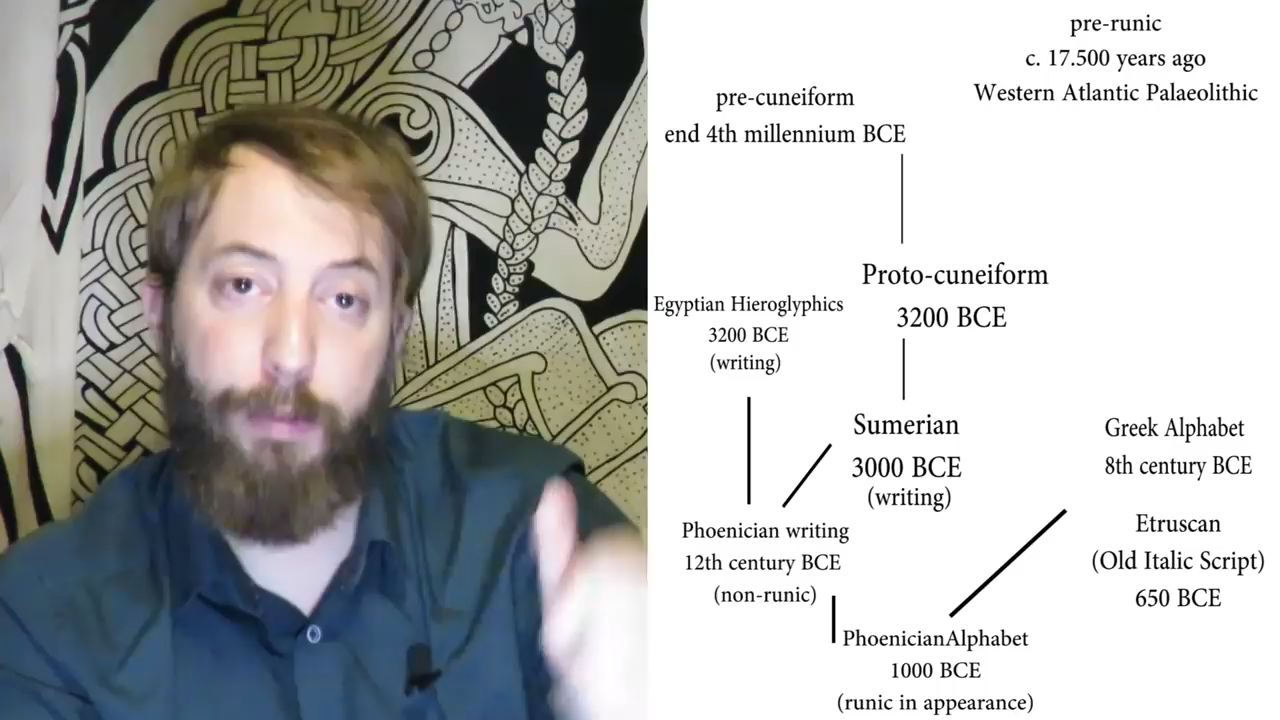 pre-runic
c. 17.500 years ago
Western Atlantic Palaeolithic
pre-cuneiform
end 4th millennium BCE
Proto-cuneiform
3200 BCE
Egyptian Hieroglyphics
3200 BCE
(writing)
Sumerian
3000 BCE
(writing)
Greek Alphabet
8th century BCE
Etruscan
(Old Italic Script)
650 BCE
Phoenician writing
12th century BCE
(non-runic)
PhoenicianAlphabet
1000 BCE
(runic in appearance)